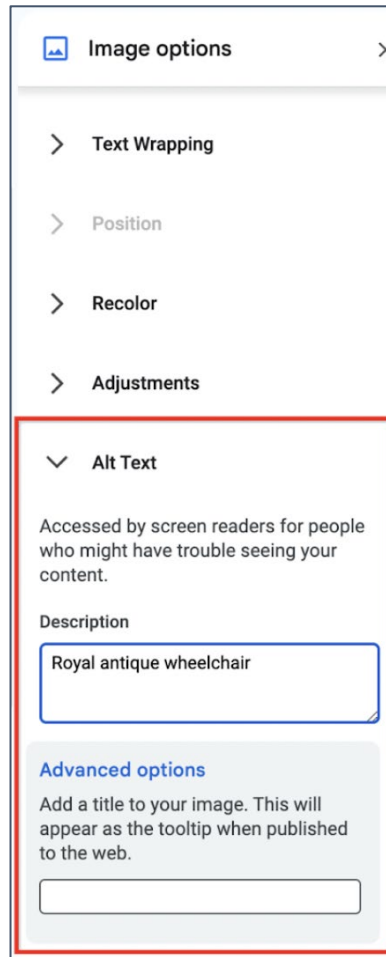 Image options
Text Wrapping
Position
Recolor
Adjustments
Alt Text
Accessed by screen readers for people
who might have trouble seeing your
content.
Description
Royal antique wheelchair
Advanced options
Add a title to your image. This will
appear as the tooltip when published
to the web.